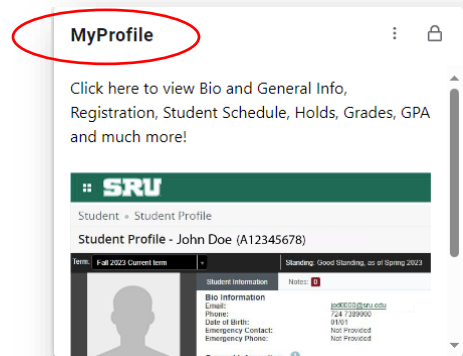 MyProfile
Click here to view Bio and General Info,
Registration, Student Schedule, Holds, Grades, GPA
and much more!
SRU
Student Student Profile
Student Profile - John Doe (A12345678)
Term: Fall 2023 Current term Standing: Good Standing, as of Spring 2023
Student Information Notes: 0
Bio Information
Email: jod0000@sru.edu
Phone: 724 7389000
Date of Birth: 01/01
Emergency Contact: Not Provided
Emergency Phone: Not Provided